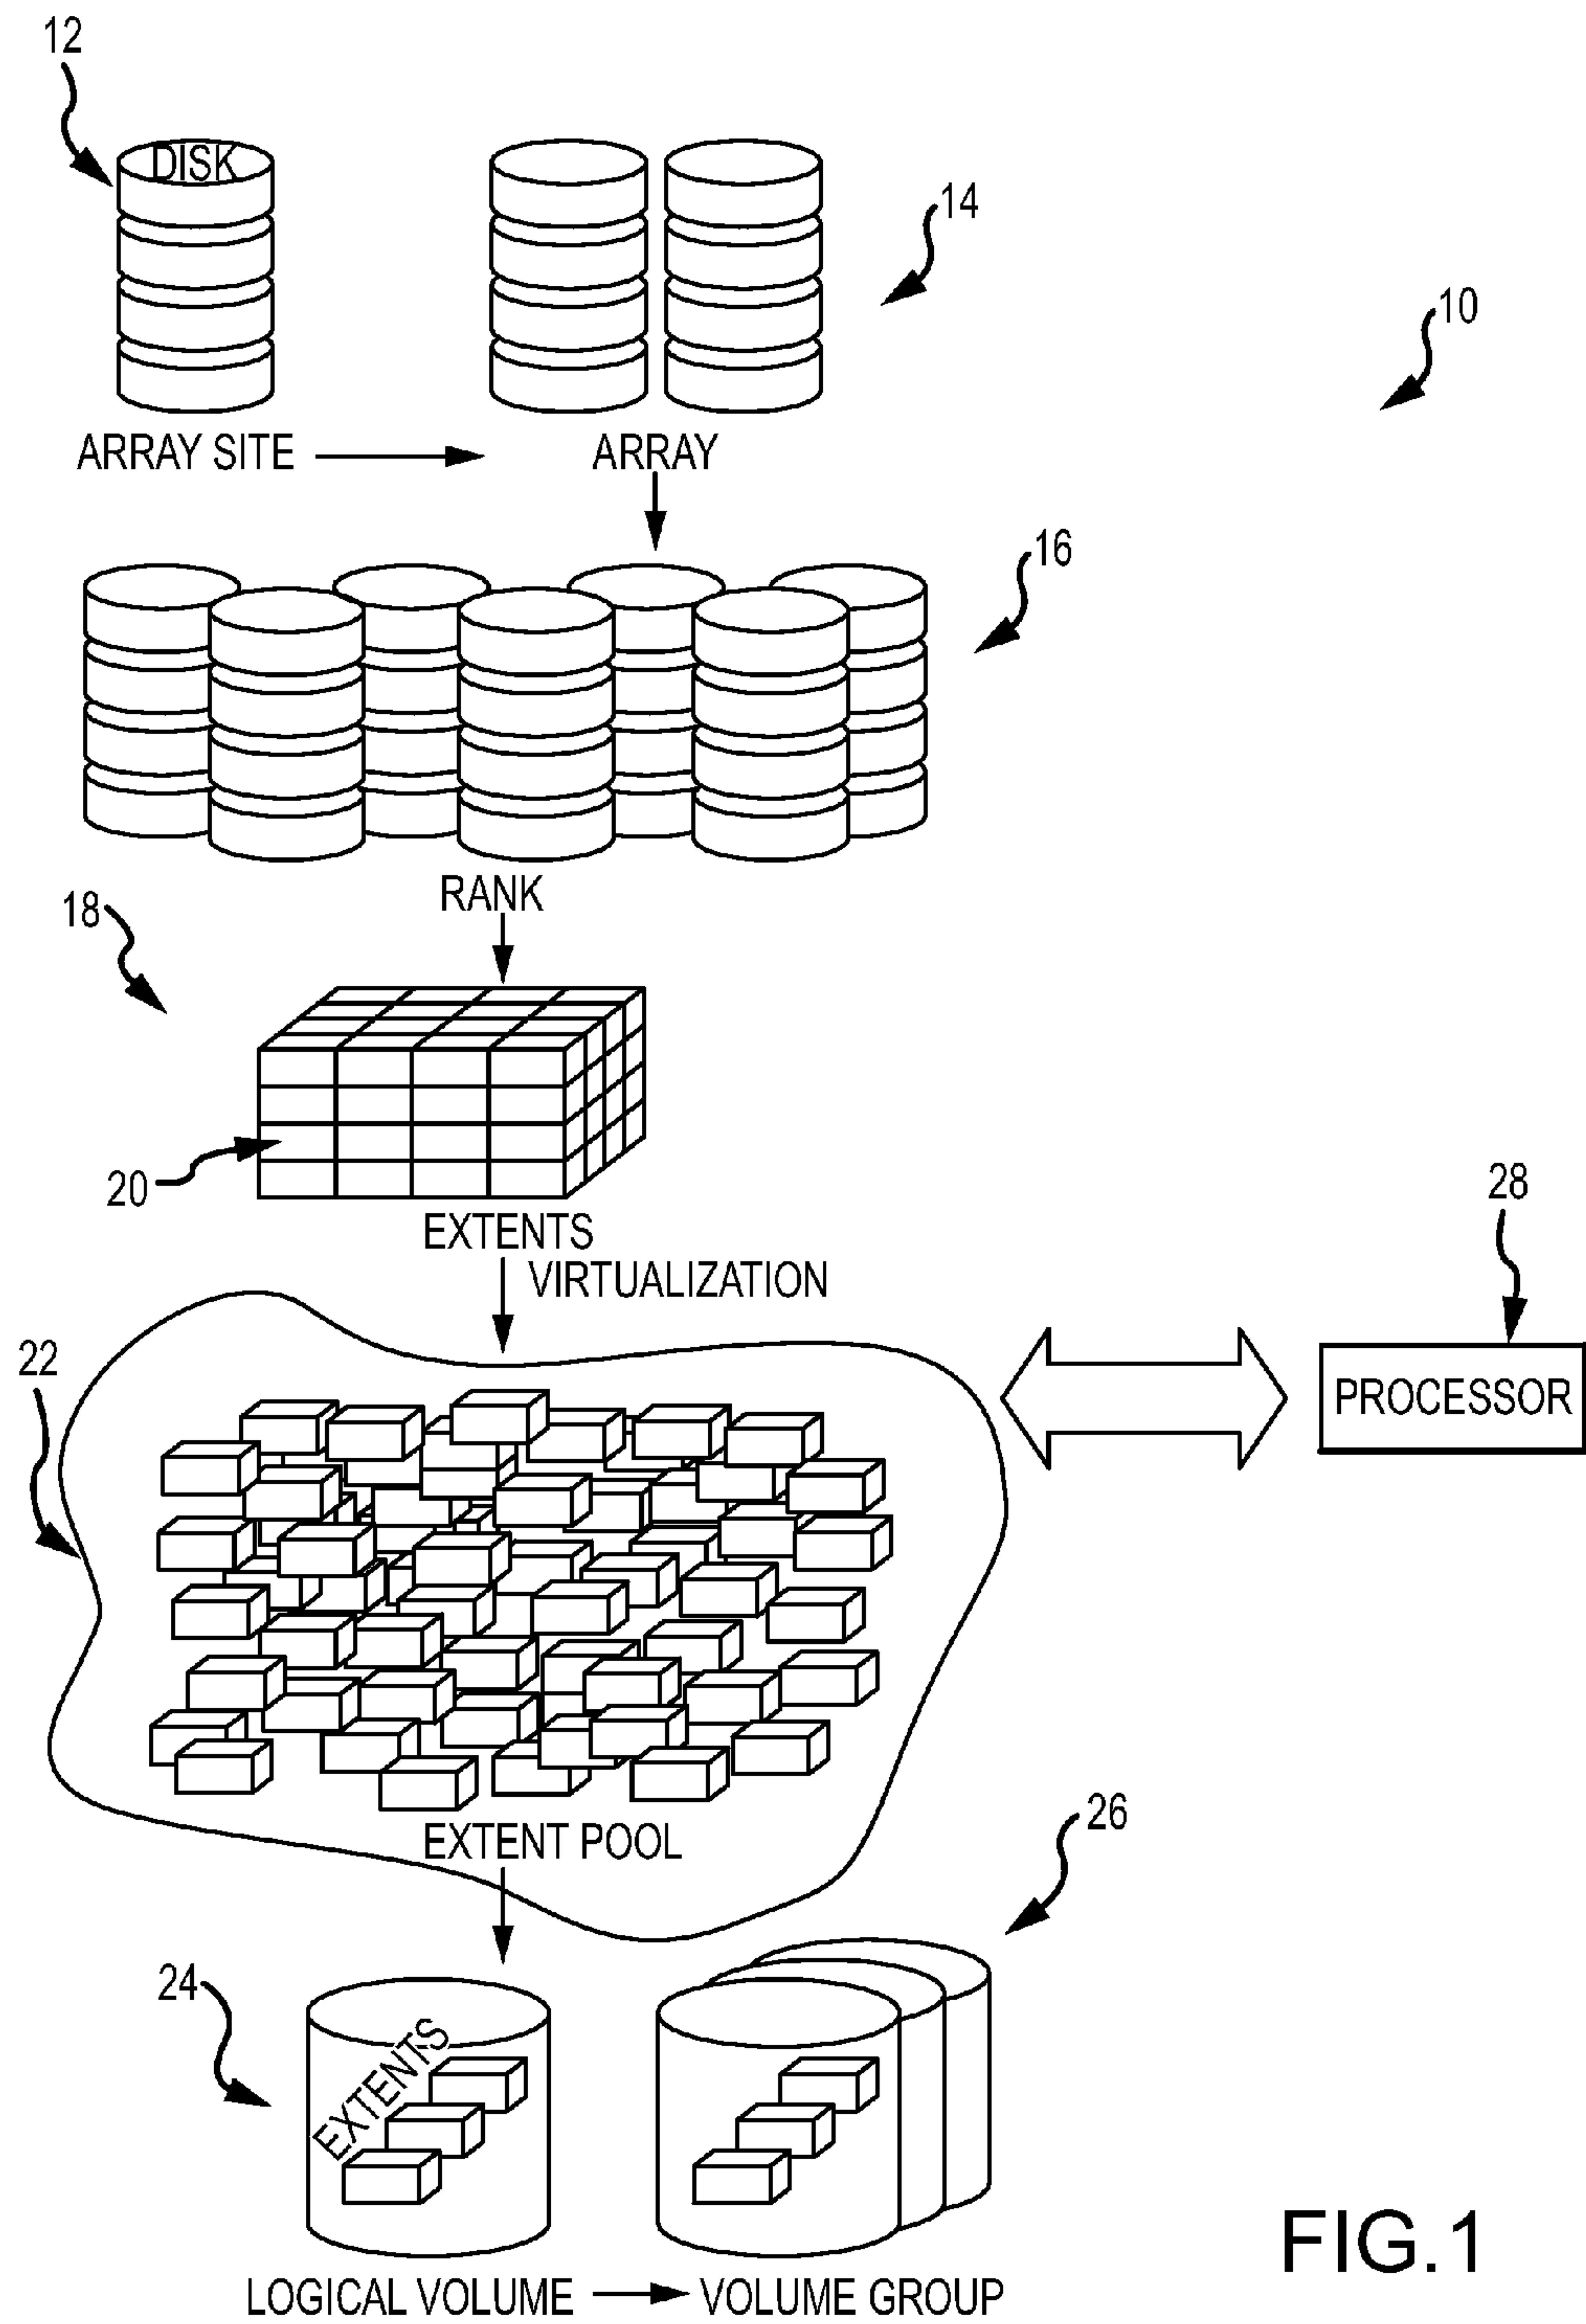 12
DISK
14
10
ARRAY SITE
ARRAY
16
RANK
18
20
EXTENTS
28
VIRTUALIZATION
22
PROCESSOR
EXTENT POOL
26
24
EXTENTS
LOGICAL VOLUME
VOLUME GROUP
FIG.1